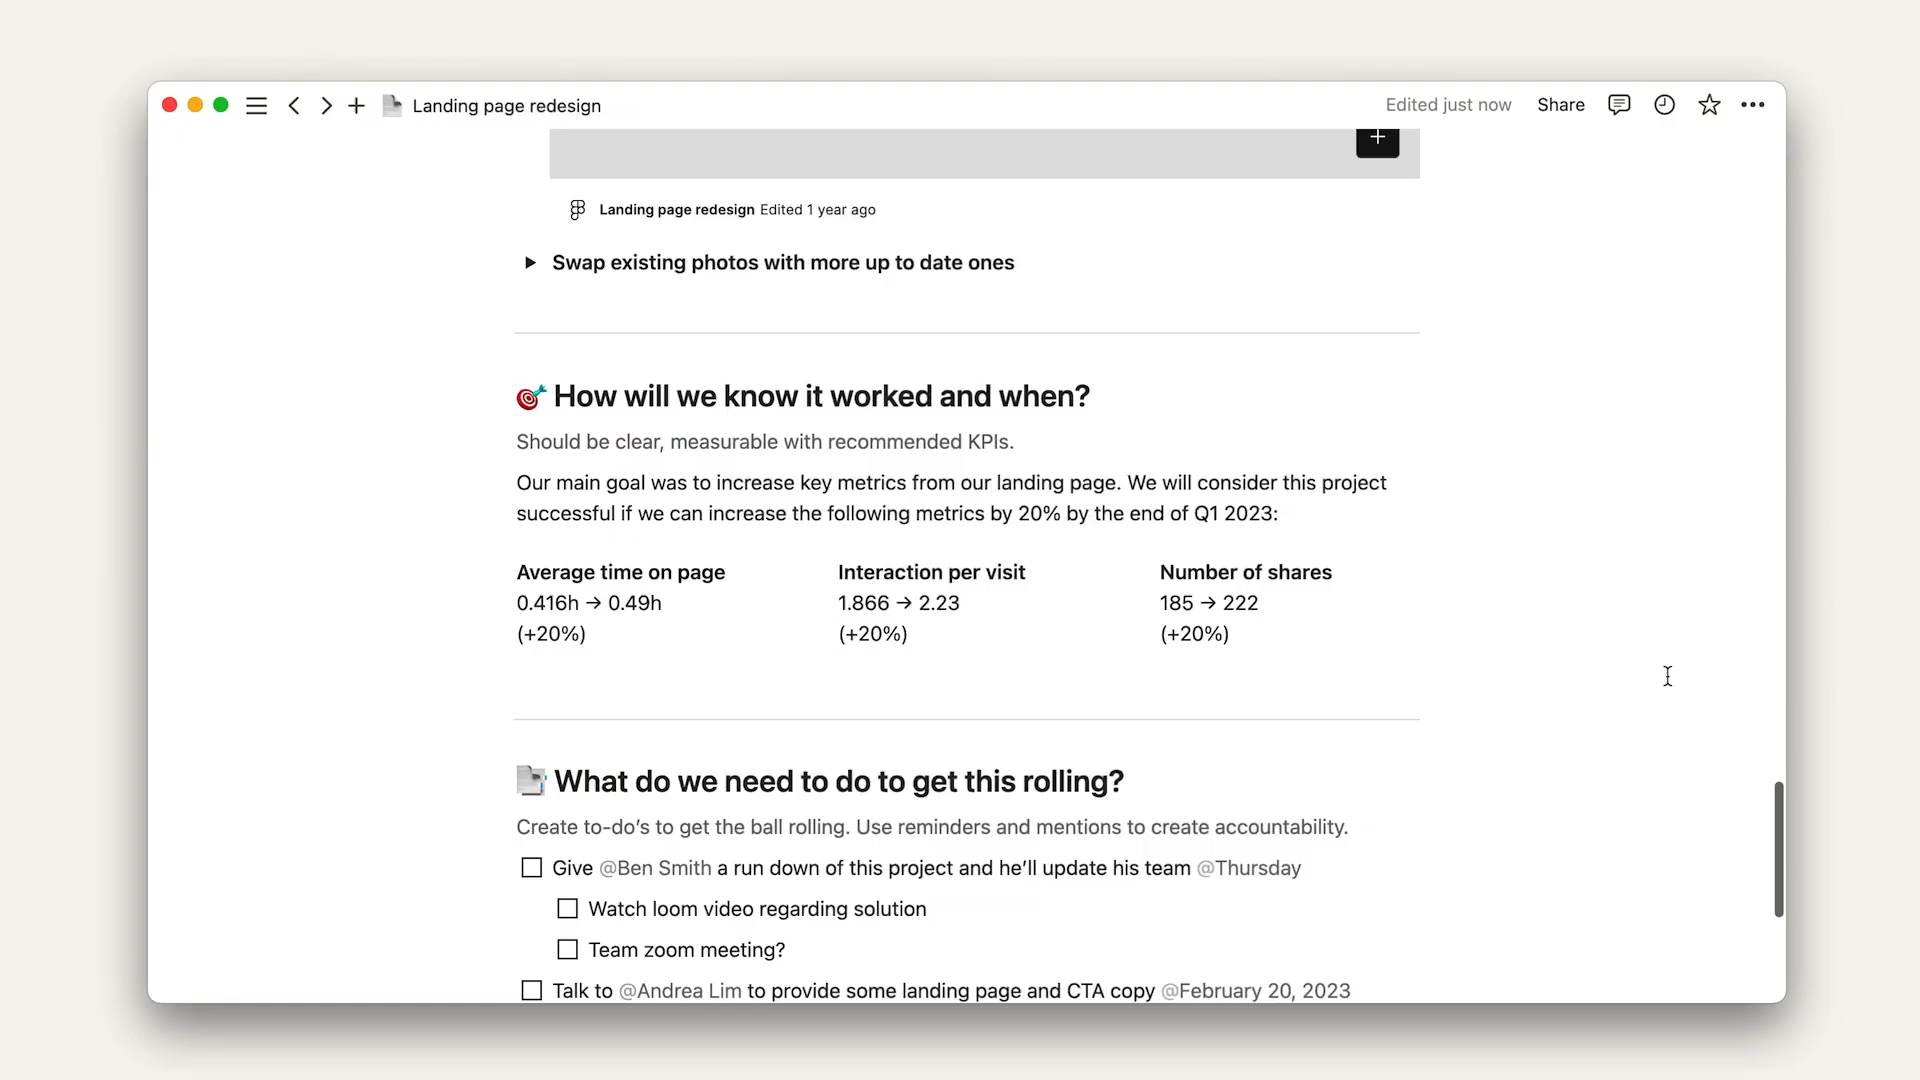 Landing page redesign
Edited just now
Share
Landing page redesign Edited 1 year ago
Swap existing photos with more up to date ones
How will we know it worked and when?
Should be clear, measurable with recommended KPIs.
Our main goal was to increase key metrics from our landing page. We will consider this project
successful if we can increase the following metrics by 20% by the end of Q1 2023:
Average time on page
0.416h → 0.49h
(+20%)
Interaction per visit
1.866 → 2.23
(+20%)
Number of shares
185 → 222
(+20%)
What do we need to do to get this rolling?
Create to-do’s to get the ball rolling. Use reminders and mentions to create accountability.
Give @Ben Smith a run down of this project and he’ll update his team @Thursday
Watch loom video regarding solution
Team zoom meeting?
Talk to @Andrea Lim to provide some landing page and CTA copy @February 20, 2023